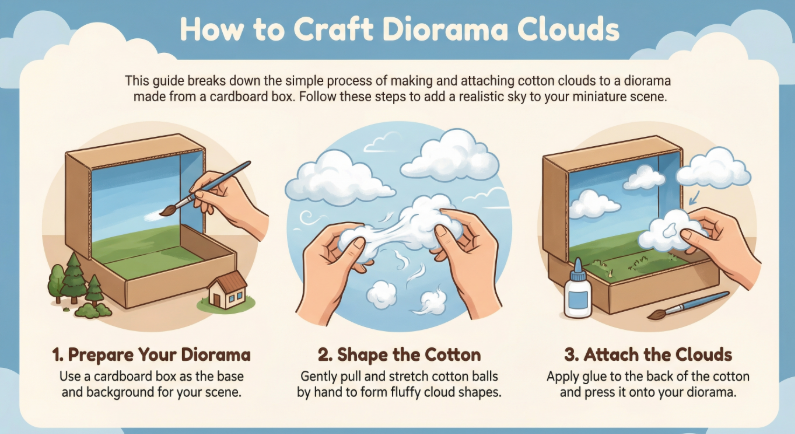 How to Craft Diorama Clouds
This guide breaks down the simple process of making and attaching cotton clouds to a diorama
made from a cardboard box. Follow these steps to add a realistic sky to your miniature scene.
1. Prepare Your Diorama
Use a cardboard box as the base
and background for your scene.
2. Shape the Cotton
Gently pull and stretch cotton balls
by hand to form fluffy cloud shapes.
3. Attach the Clouds
Apply glue to the back of the cotton
and press it onto your diorama.